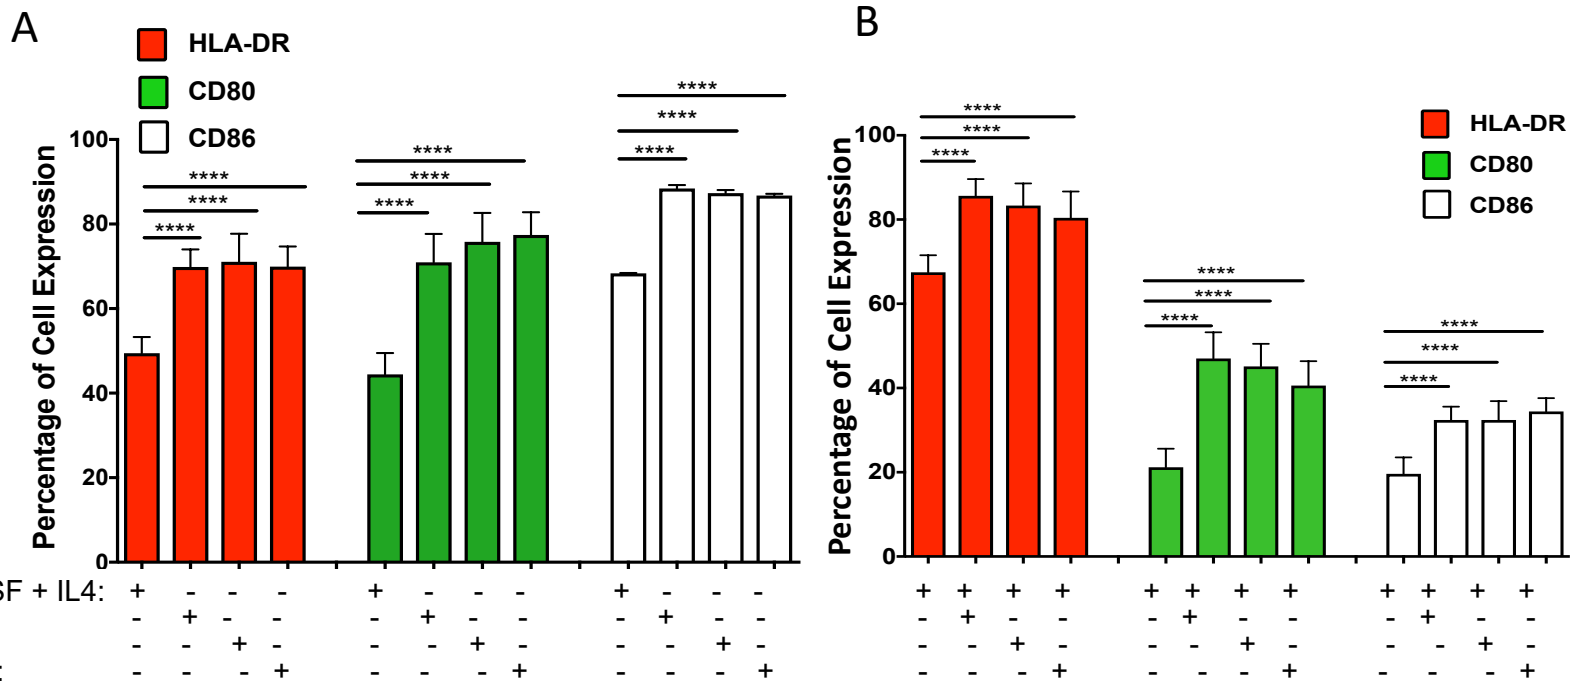 A
HLA-DR
CD80
CD86
Percentage of Cell Expression
100
80
60
40
20
0
**** **** ****
**** **** ****
**** **** ****
SF + IL4: + - - - + - - - + - - -
- + - - - + - - - + - -
- - + - - - + - - - + -
: - - - + - - - + - - - +
B
HLA-DR
CD80
CD86
Percentage of Cell Expression
100
80
60
40
20
0
**** **** ****
**** **** ****
**** **** ****
+ + + + + + + + + + + +
- + - - - + - - - + - -
- - + - - - + - - - + -
- - - + - - - + - - - +